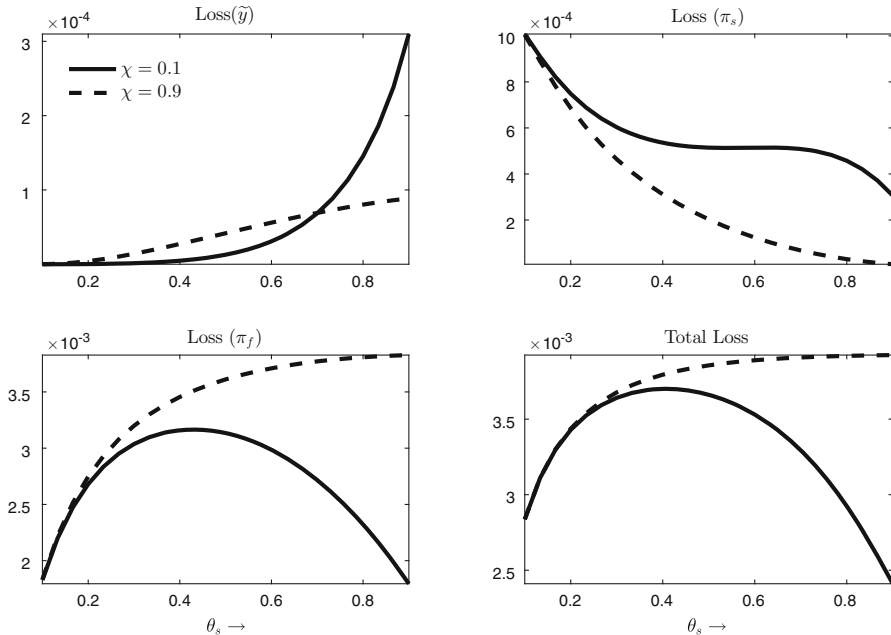 Loss(ỹ)
×10⁻⁴
3
2
1
χ = 0.1
χ = 0.9
0.2 0.4 0.6 0.8
Loss (π_s)
×10⁻⁴
10
8
6
4
2
0.2 0.4 0.6 0.8
Loss (π_f)
×10⁻³
3.5
3
2.5
2
0.2 0.4 0.6 0.8
θ_s →
Total Loss
×10⁻³
3.5
3
2.5
0.2 0.4 0.6 0.8
θ_s →